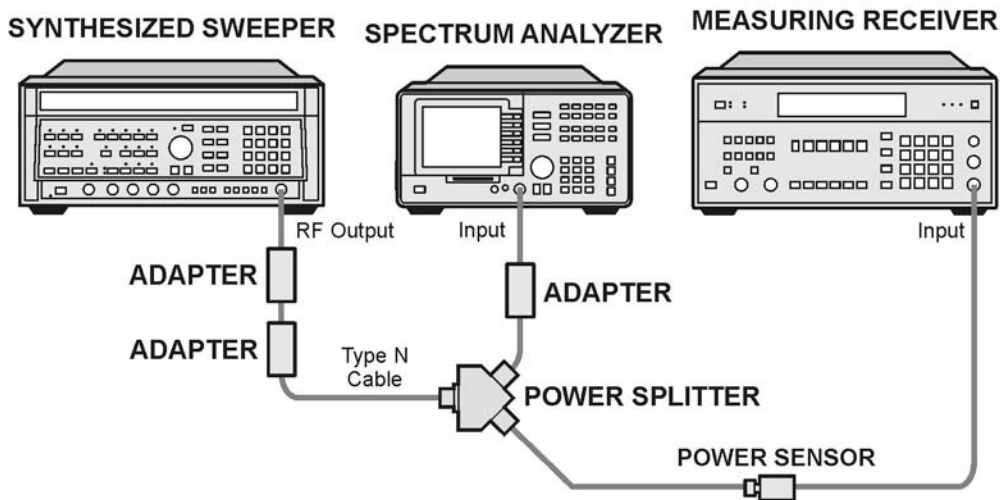 SYNTHESIZED SWEEPER
SPECTRUM ANALYZER
MEASURING RECEIVER
RF Output
Input
Input
ADAPTER
ADAPTER
ADAPTER
Type N
Cable
POWER SPLITTER
POWER SENSOR